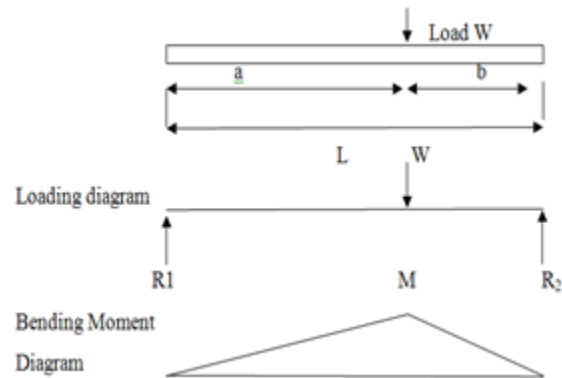 Load W
a b
L W
Loading diagram
R1 M R₂
Bending Moment
Diagram